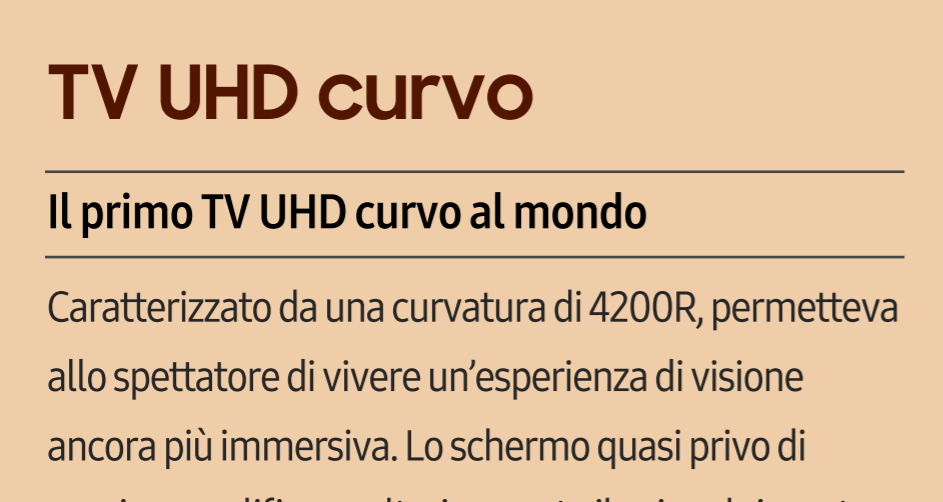 TV UHD curvo
Il primo TV UHD curvo al mondo
Caratterizzato da una curvatura di 4200R, permetteva
allo spettatore di vivere un’esperienza di visione
ancora più immersiva. Lo schermo quasi privo di